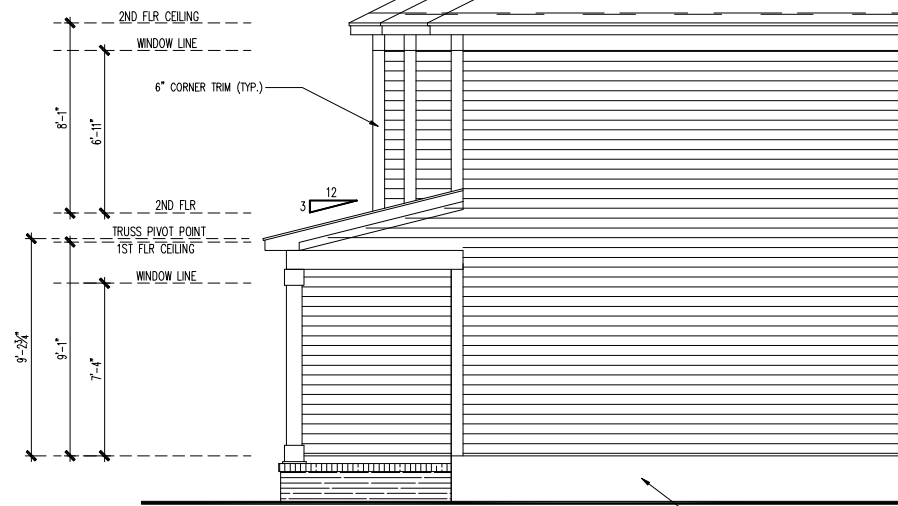 2ND FLR CEILING
WINDOW LINE
6" CORNER TRIM (TYP.)
8'-1"
6'-11"
12
3
2ND FLR
TRUSS PIVOT POINT
1ST FLR CEILING
WINDOW LINE
9'-2¾"
9'-1"
7'-4"